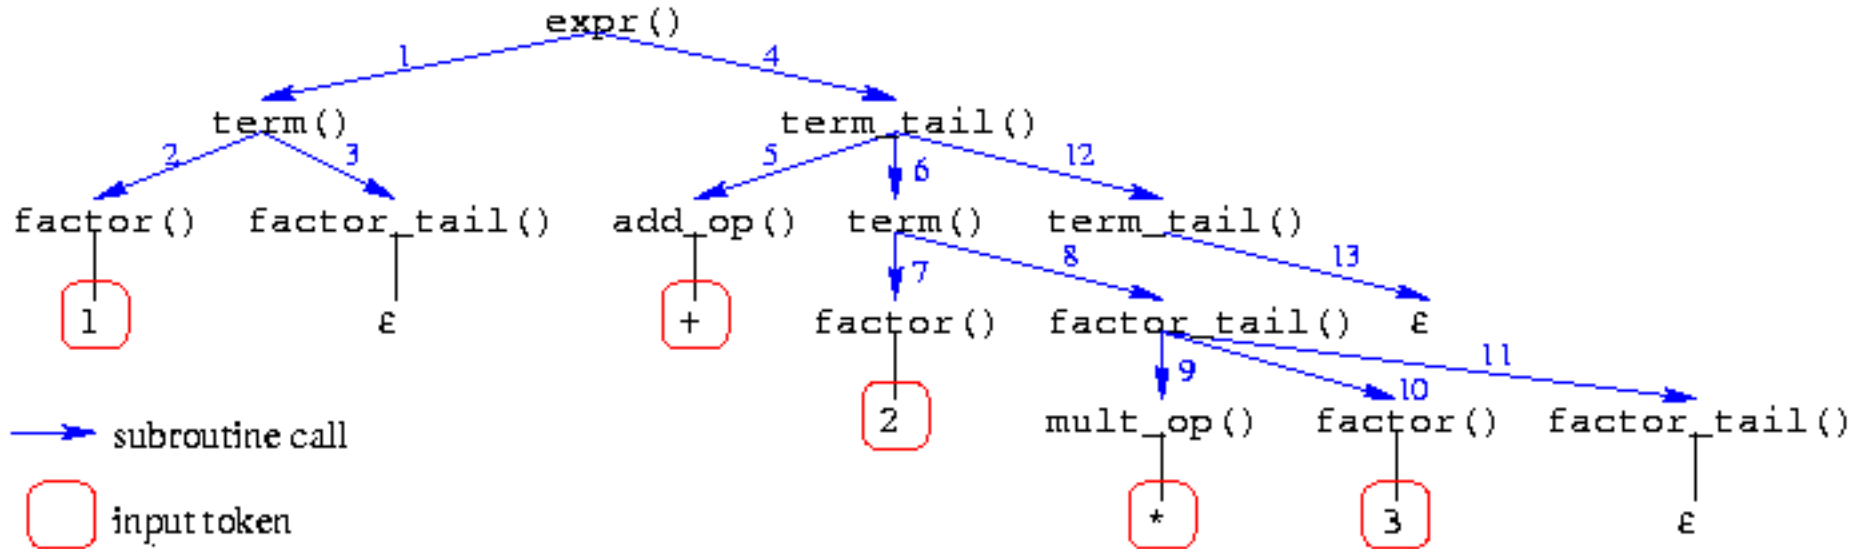 expr()
1 4
term() term_tail()
2 3 5 6 12
factor() factor_tail() add_op() term() term_tail()
7 8 13
1 ε + factor() factor_tail() ε
9 10 11
2 mult_op() factor() factor_tail()
subroutine call
* 3 ε
input token